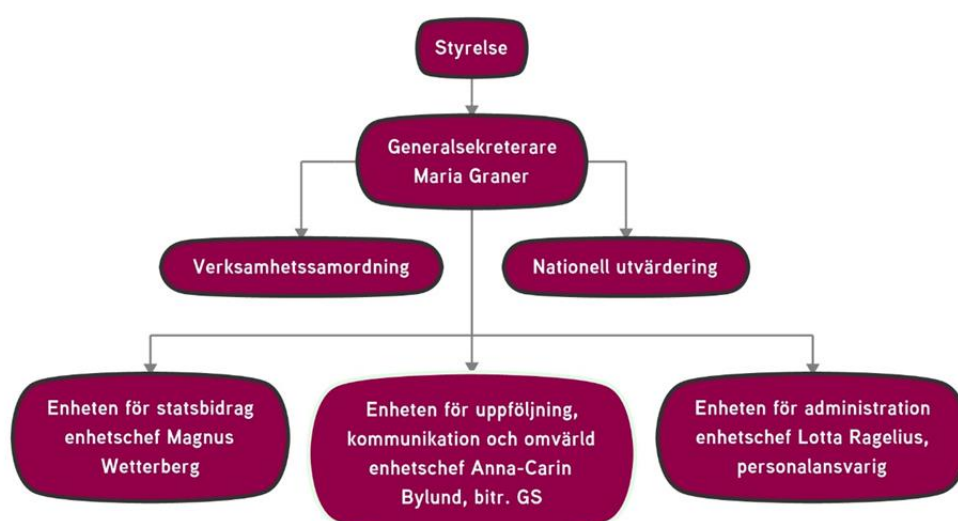 Styrelse
Generalsekreterare
Maria Graner
Verksamhetssamordning
Nationell utvärdering
Enheten för statsbidrag
enhetschef Magnus
Wetterberg
Enheten för uppföljning,
kommunikation och omvärld
enhetschef Anna-Carin
Bylund, bitr. GS
Enheten för administration
enhetschef Lotta Ragelius,
personalansvarig